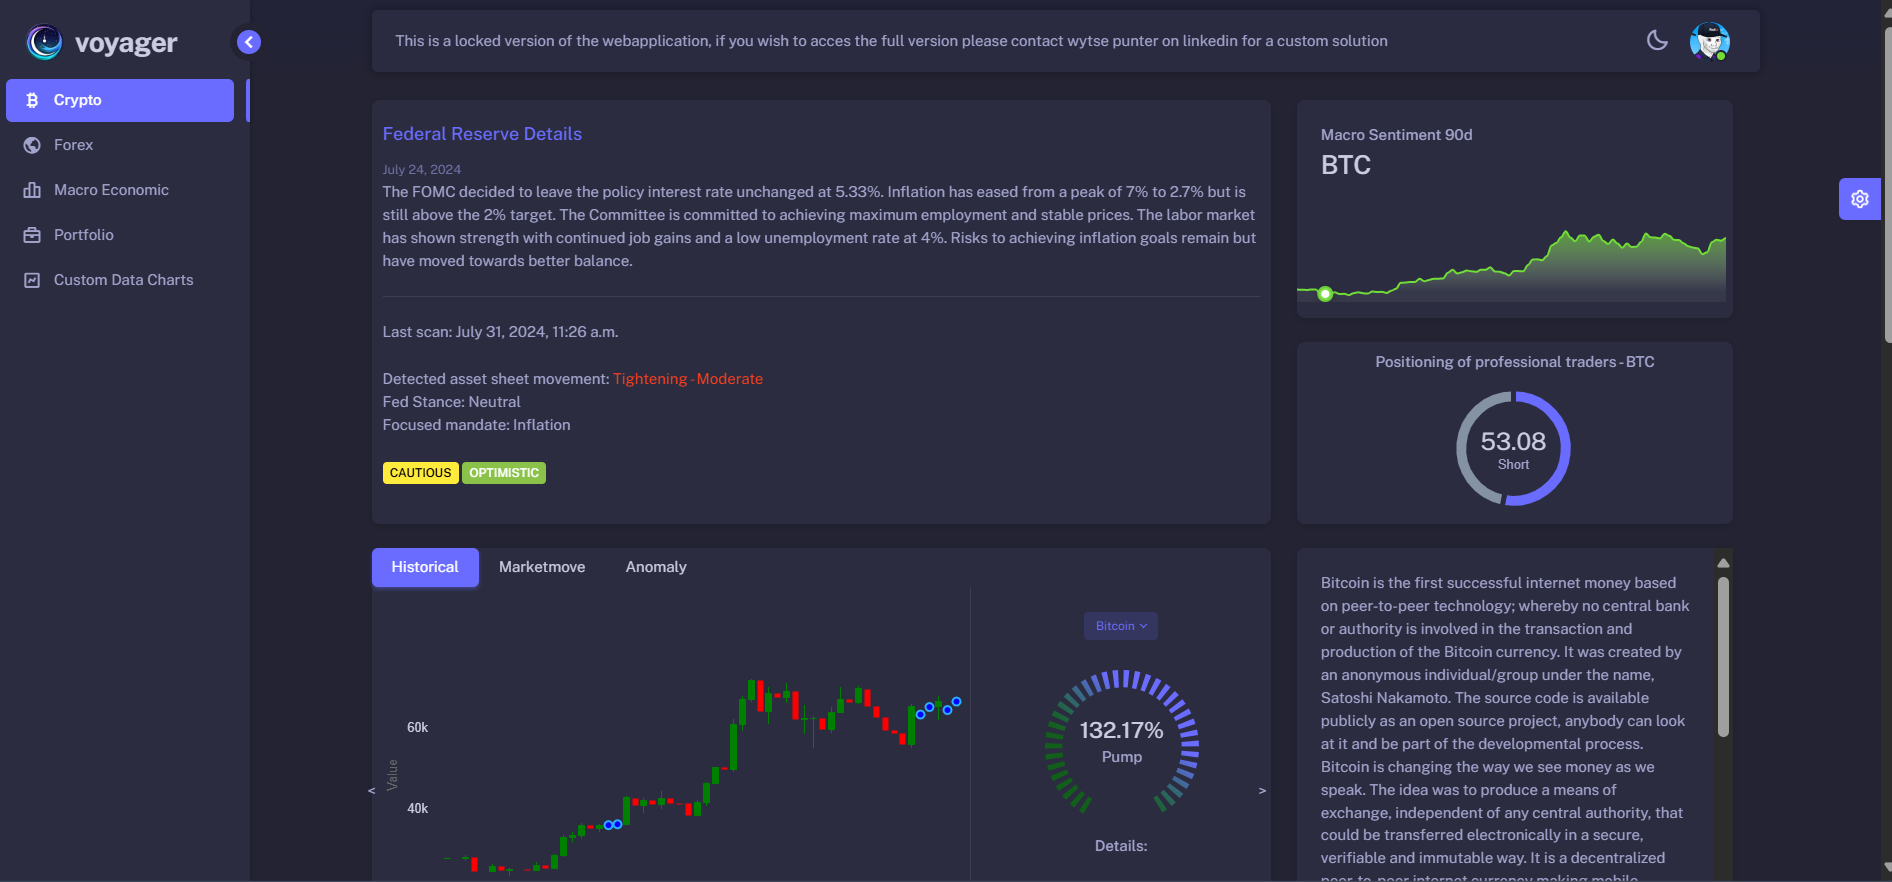 voyager
Crypto
Forex
Macro Economic
Portfolio
Custom Data Charts
This is a locked version of the webapplication, if you wish to acces the full version please contact wytse punter on linkedin for a custom solution
Federal Reserve Details
July 24, 2024
The FOMC decided to leave the policy interest rate unchanged at 5.33%. Inflation has eased from a peak of 7% to 2.7% but is
still above the 2% target. The Committee is committed to achieving maximum employment and stable prices. The labor market
has shown strength with continued job gains and a low unemployment rate at 4%. Risks to achieving inflation goals remain but
have moved towards better balance.
Last scan: July 31, 2024, 11:26 a.m.
Detected asset sheet movement: Tightening - Moderate
Fed Stance: Neutral
Focused mandate: Inflation
CAUTIOUS OPTIMISTIC
Macro Sentiment 90d
BTC
Positioning of professional traders - BTC
53.08
Short
Historical Marketmove Anomaly
60k
40k
Value
<
Bitcoin
132.17%
Pump
>
Details:
Bitcoin is the first successful internet money based
on peer-to-peer technology; whereby no central bank
or authority is involved in the transaction and
production of the Bitcoin currency. It was created by
an anonymous individual/group under the name,
Satoshi Nakamoto. The source code is available
publicly as an open source project, anybody can look
at it and be part of the developmental process.
Bitcoin is changing the way we see money as we
speak. The idea was to produce a means of
exchange, independent of any central authority, that
could be transferred electronically in a secure,
verifiable and immutable way. It is a decentralized
peer-to-peer internet currency making mobile